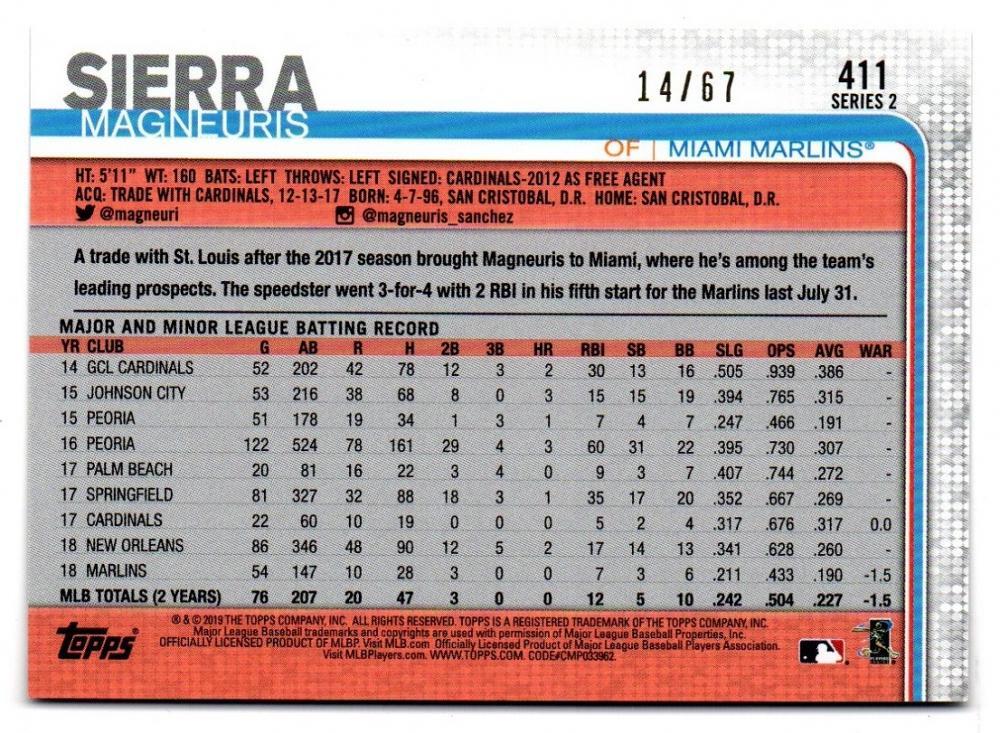 SIERRA
MAGNEURIS
14/67
411
SERIES 2
OF | MIAMI MARLINS®
HT: 5'11" WT: 160 BATS: LEFT THROWS: LEFT SIGNED: CARDINALS-2012 AS FREE AGENT
ACQ: TRADE WITH CARDINALS, 12-13-17 BORN: 4-7-96, SAN CRISTOBAL, D.R. HOME: SAN CRISTOBAL, D.R.
@magneuri @magneuris_sanchez
A trade with St. Louis after the 2017 season brought Magneuris to Miami, where he's among the team's
leading prospects. The speedster went 3-for-4 with 2 RBI in his fifth start for the Marlins last July 31.
MAJOR AND MINOR LEAGUE BATTING RECORD
YR CLUB G AB R H 2B 3B HR RBI SB BB SLG OPS AVG WAR
14 GCL CARDINALS 52 202 42 78 12 3 2 30 13 16 .505 .939 .386 -
15 JOHNSON CITY 53 216 38 68 8 0 3 15 15 19 .394 .765 .315 -
15 PEORIA 51 178 19 34 1 3 1 7 4 7 .247 .466 .191 -
16 PEORIA 122 524 78 161 29 4 3 60 31 22 .395 .730 .307 -
17 PALM BEACH 20 81 16 22 3 4 0 9 3 7 .407 .744 .272 -
17 SPRINGFIELD 81 327 32 88 18 3 1 35 17 20 .352 .667 .269 -
17 CARDINALS 22 60 10 19 0 0 0 5 2 4 .317 .676 .317 0.0
18 NEW ORLEANS 86 346 48 90 12 5 2 17 14 13 .341 .628 .260 -
18 MARLINS 54 147 10 28 3 0 0 7 3 6 .211 .433 .190 -1.5
MLB TOTALS (2 YEARS) 76 207 20 47 3 0 0 12 5 10 .242 .504 .227 -1.5
topps®
® & © 2019 THE TOPPS COMPANY, INC. ALL RIGHTS RESERVED. TOPPS IS A REGISTERED TRADEMARK OF THE TOPPS COMPANY, INC.
Major League Baseball trademarks and copyrights are used with permission of Major League Baseball Properties, Inc.
OFFICIALLY LICENSED PRODUCT OF MLBP. Visit MLB.com Officially Licensed Product of Major League Baseball Players Association.
Visit MLBPlayers.com. WWW.TOPPS.COM. CODE#CMP033962.